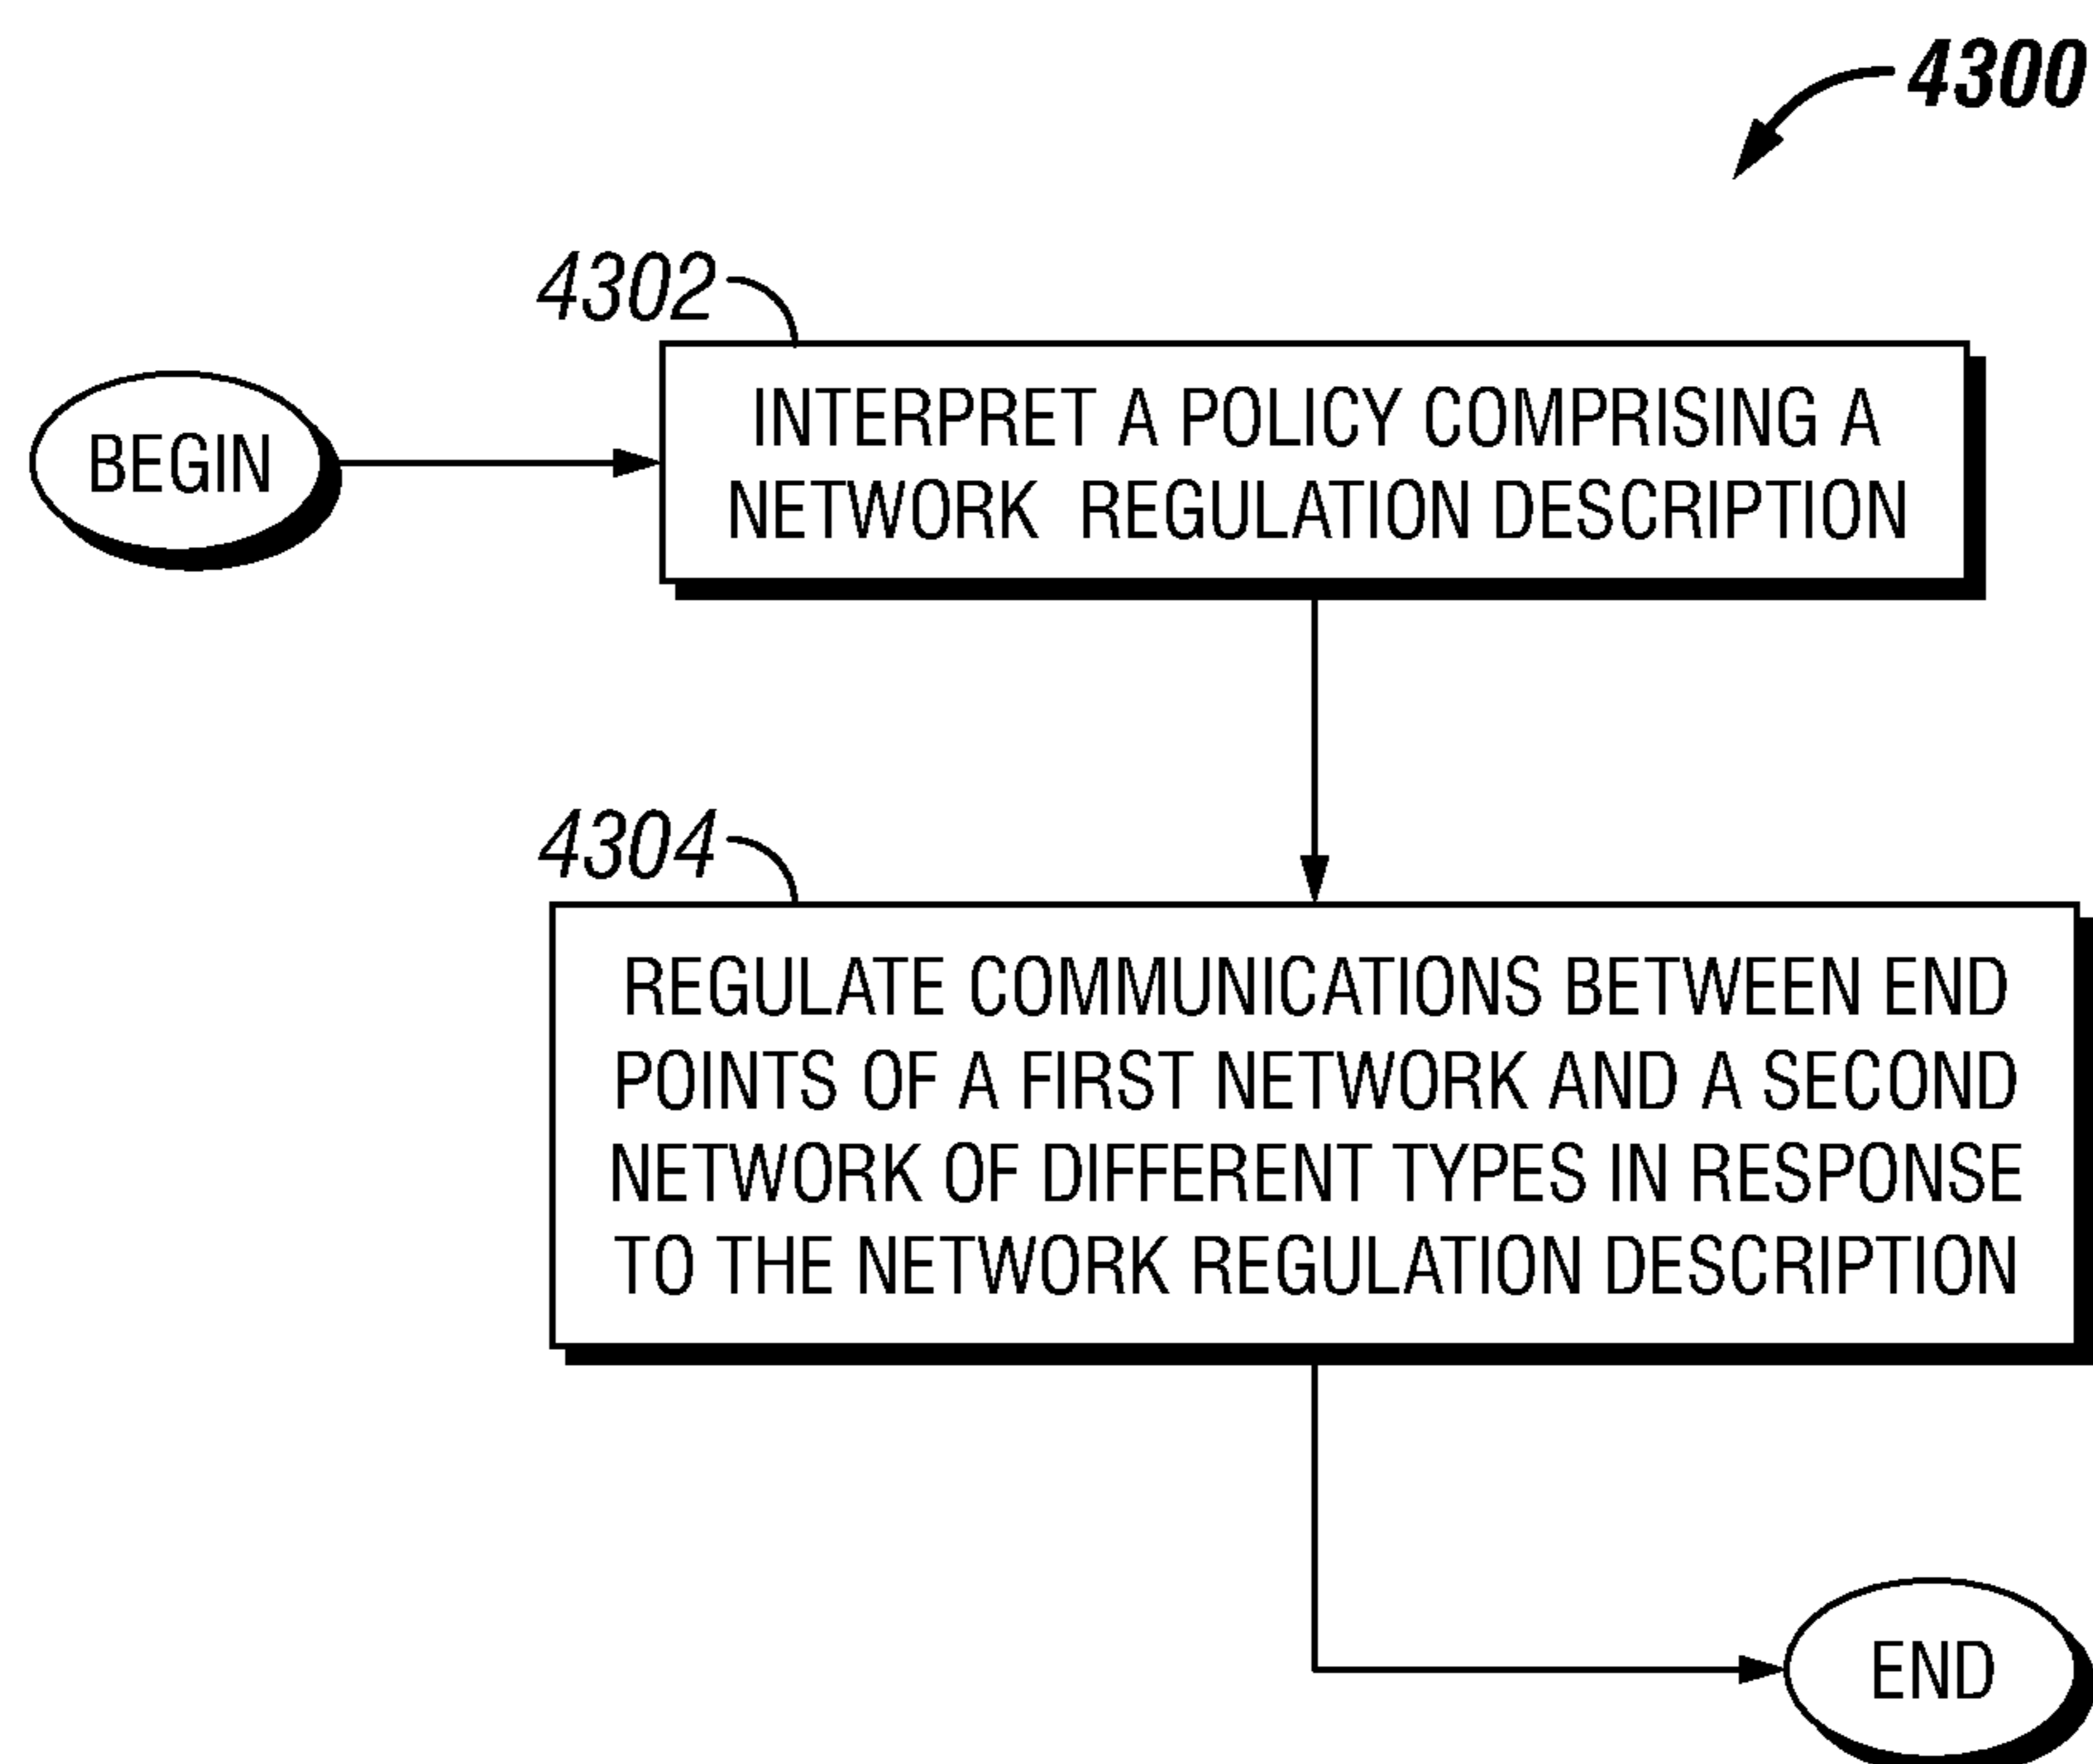 4300
4302
BEGIN
INTERPRET A POLICY COMPRISING A
NETWORK REGULATION DESCRIPTION
4304
REGULATE COMMUNICATIONS BETWEEN END
POINTS OF A FIRST NETWORK AND A SECOND
NETWORK OF DIFFERENT TYPES IN RESPONSE
TO THE NETWORK REGULATION DESCRIPTION
END